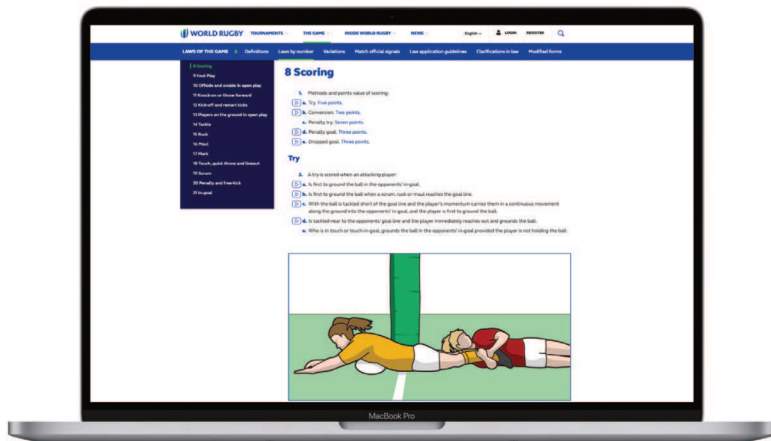 WORLD RUGBY TOURNAMENTS THE GAME INSIDE WORLD RUGBY NEWS English LOGIN REGISTER
LAWS OF THE GAME Definitions Laws by number Variations Match official signals Law application guidelines Clarifications in law Modified forms
8 Scoring
9 Foul Play
10 Offside and onside in open play
11 Knock-on or throw forward
12 Kick-off and restart kicks
13 Players on the ground in open play
14 Tackle
15 Ruck
16 Maul
17 Mark
18 Touch, quick throw and lineout
19 Scrum
20 Penalty and free-kick
21 In-goal
8 Scoring
1. Methods and points value of scoring:
a. Try: Five points.
b. Conversion: Two points.
c. Penalty try: Seven points.
d. Penalty goal: Three points.
e. Dropped goal: Three points.
Try
2. A try is scored when an attacking player:
a. Is first to ground the ball in the opponents' in-goal.
b. Is first to ground the ball when a scrum, ruck or maul reaches the goal line.
c. With the ball is tackled short of the goal line and the player's momentum carries them in a continuous movement
along the ground into the opponents' in-goal, and the player is first to ground the ball.
d. Is tackled near to the opponents' goal line and the player immediately reaches out and grounds the ball.
e. Who is in touch or touch-in-goal, grounds the ball in the opponents' in-goal provided the player is not holding the ball.
MacBook Pro